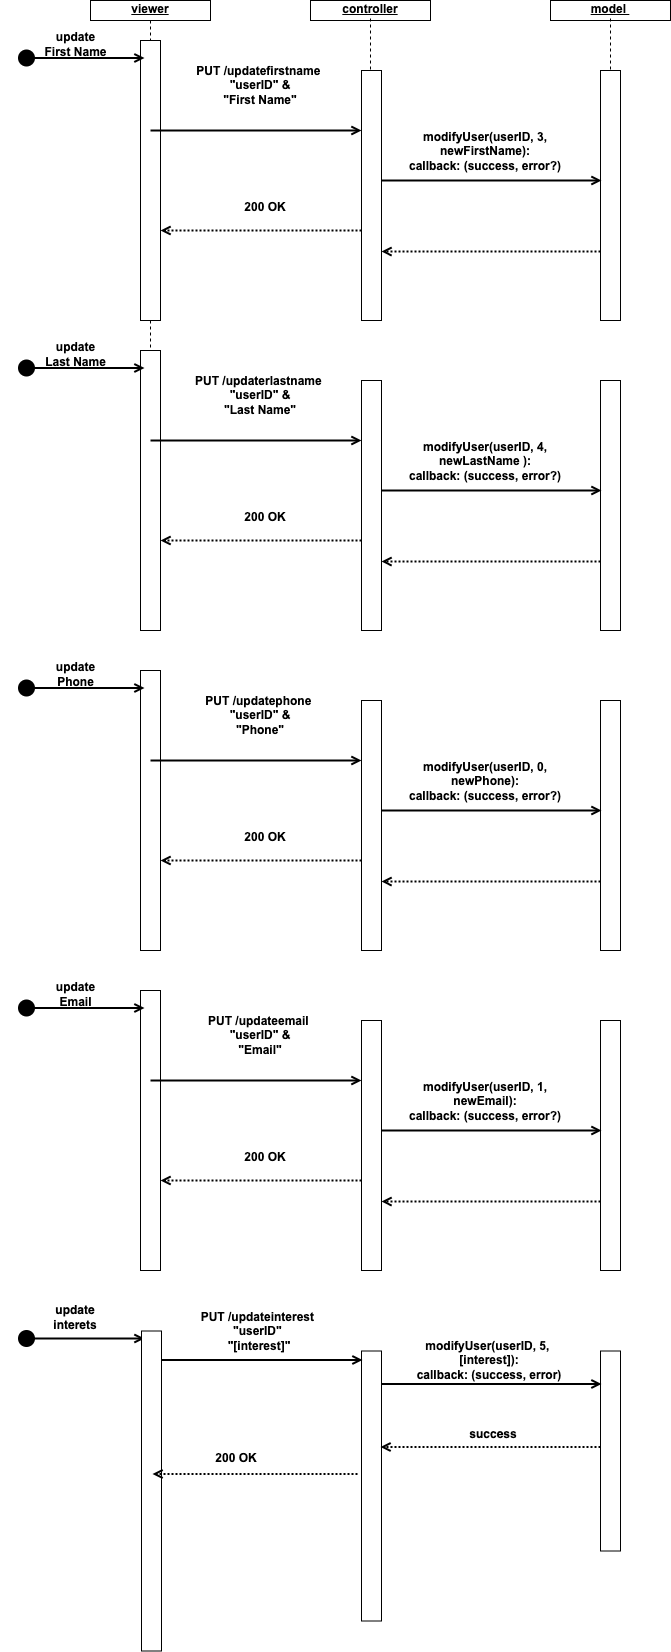 viewer
controller
model
update
First Name
PUT /updatefirstname
"userID" &
"First Name"
modifyUser(userID, 3,
newFirstName):
callback: (success, error?)
200 OK
update
Last Name
PUT /updaterlastname
"userID" &
"Last Name"
modifyUser(userID, 4,
newLastName ):
callback: (success, error?)
200 OK
update
Phone
PUT /updatephone
"userID" &
"Phone"
modifyUser(userID, 0,
newPhone):
callback: (success, error?)
200 OK
update
Email
PUT /updateemail
"userID" &
"Email"
modifyUser(userID, 1,
newEmail):
callback: (success, error?)
200 OK
update
interets
PUT /updateinterest
"userID"
"[interest]"
modifyUser(userID, 5,
[interest]):
callback: (success, error)
success
200 OK